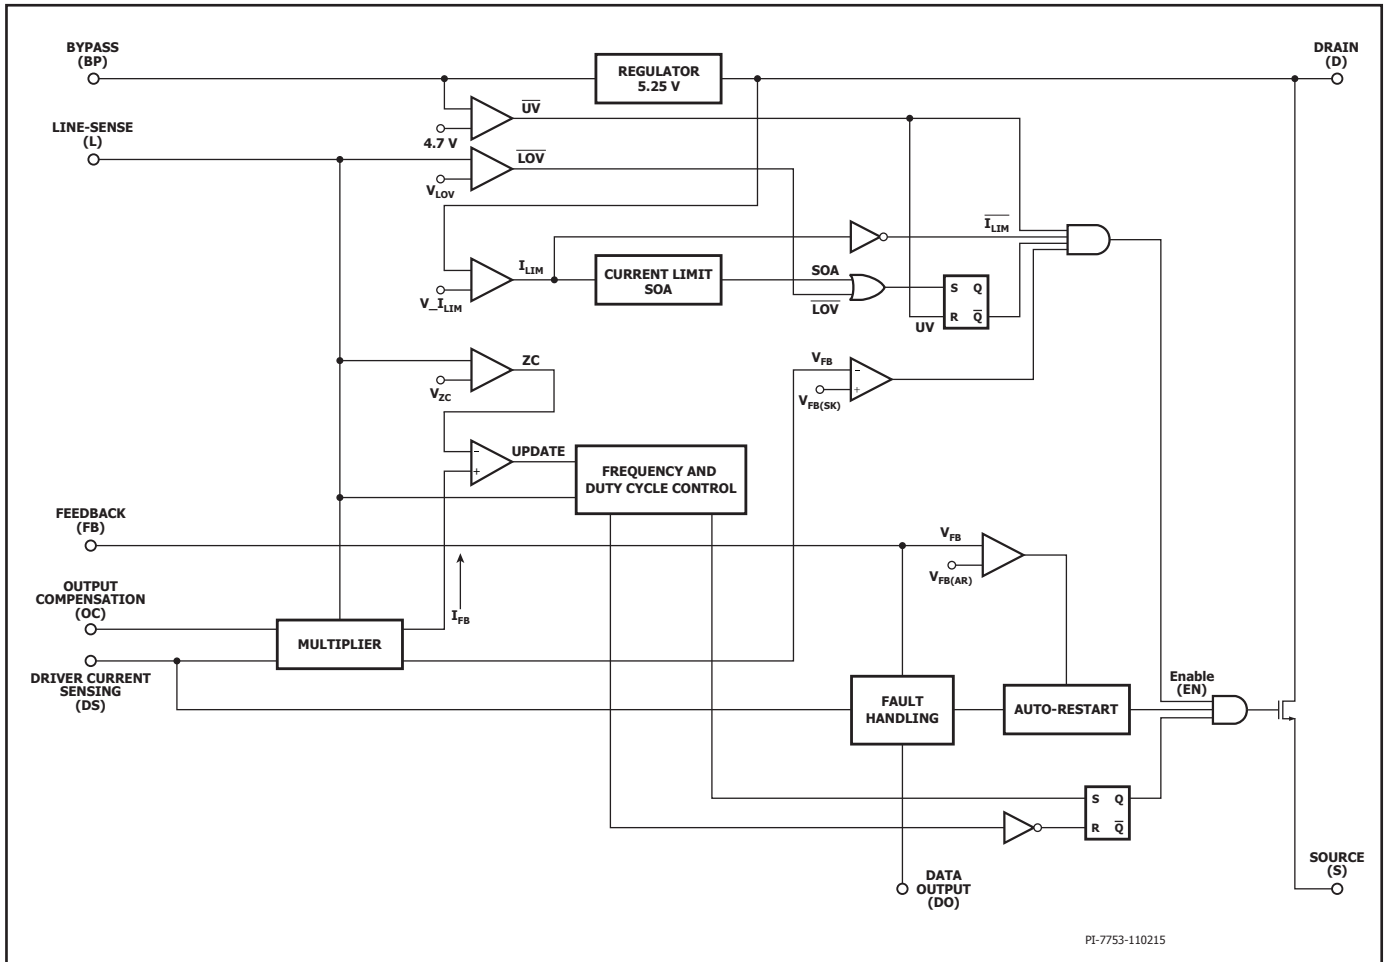 BYPASS
(BP)
DRAIN
(D)
REGULATOR
5.25 V
UV
4.7 V
LINE-SENSE
(L)
LOV
VLOV
ILIM
ILIM
CURRENT LIMIT
SOA
SOA
LOV
V_ILIM
S Q
R Q
UV
ZC
VZC
VFB
-
+
VFB(SK)
-
+
UPDATE
FREQUENCY AND
DUTY CYCLE CONTROL
FEEDBACK
(FB)
VFB
VFB(AR)
OUTPUT
COMPENSATION
(OC)
IFB
MULTIPLIER
DRIVER CURRENT
SENSING
(DS)
FAULT
HANDLING
AUTO-RESTART
Enable
(EN)
S Q
R Q
DATA
OUTPUT
(DO)
SOURCE
(S)
PI-7753-110215